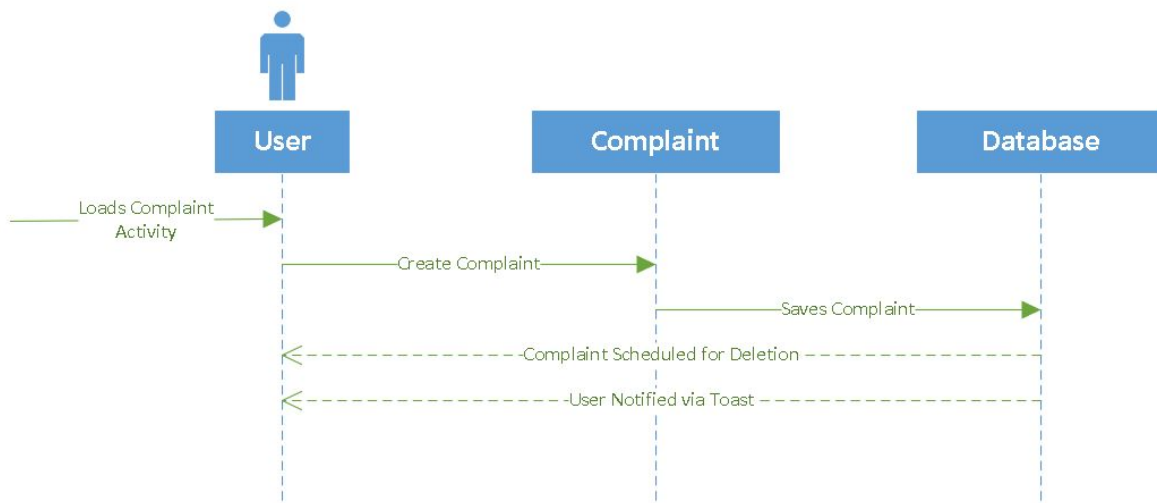 User
Complaint
Database
Loads Complaint
Activity
Create Complaint
Saves Complaint
Complaint Scheduled for Deletion
User Notified via Toast